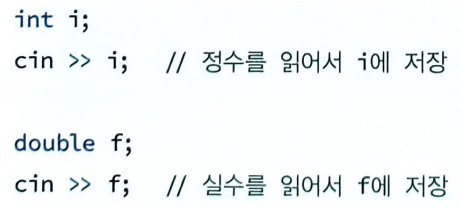 int i;
cin >> i;   // 정수를 읽어서 i에 저장
double f;
cin >> f;   // 실수를 읽어서 f에 저장